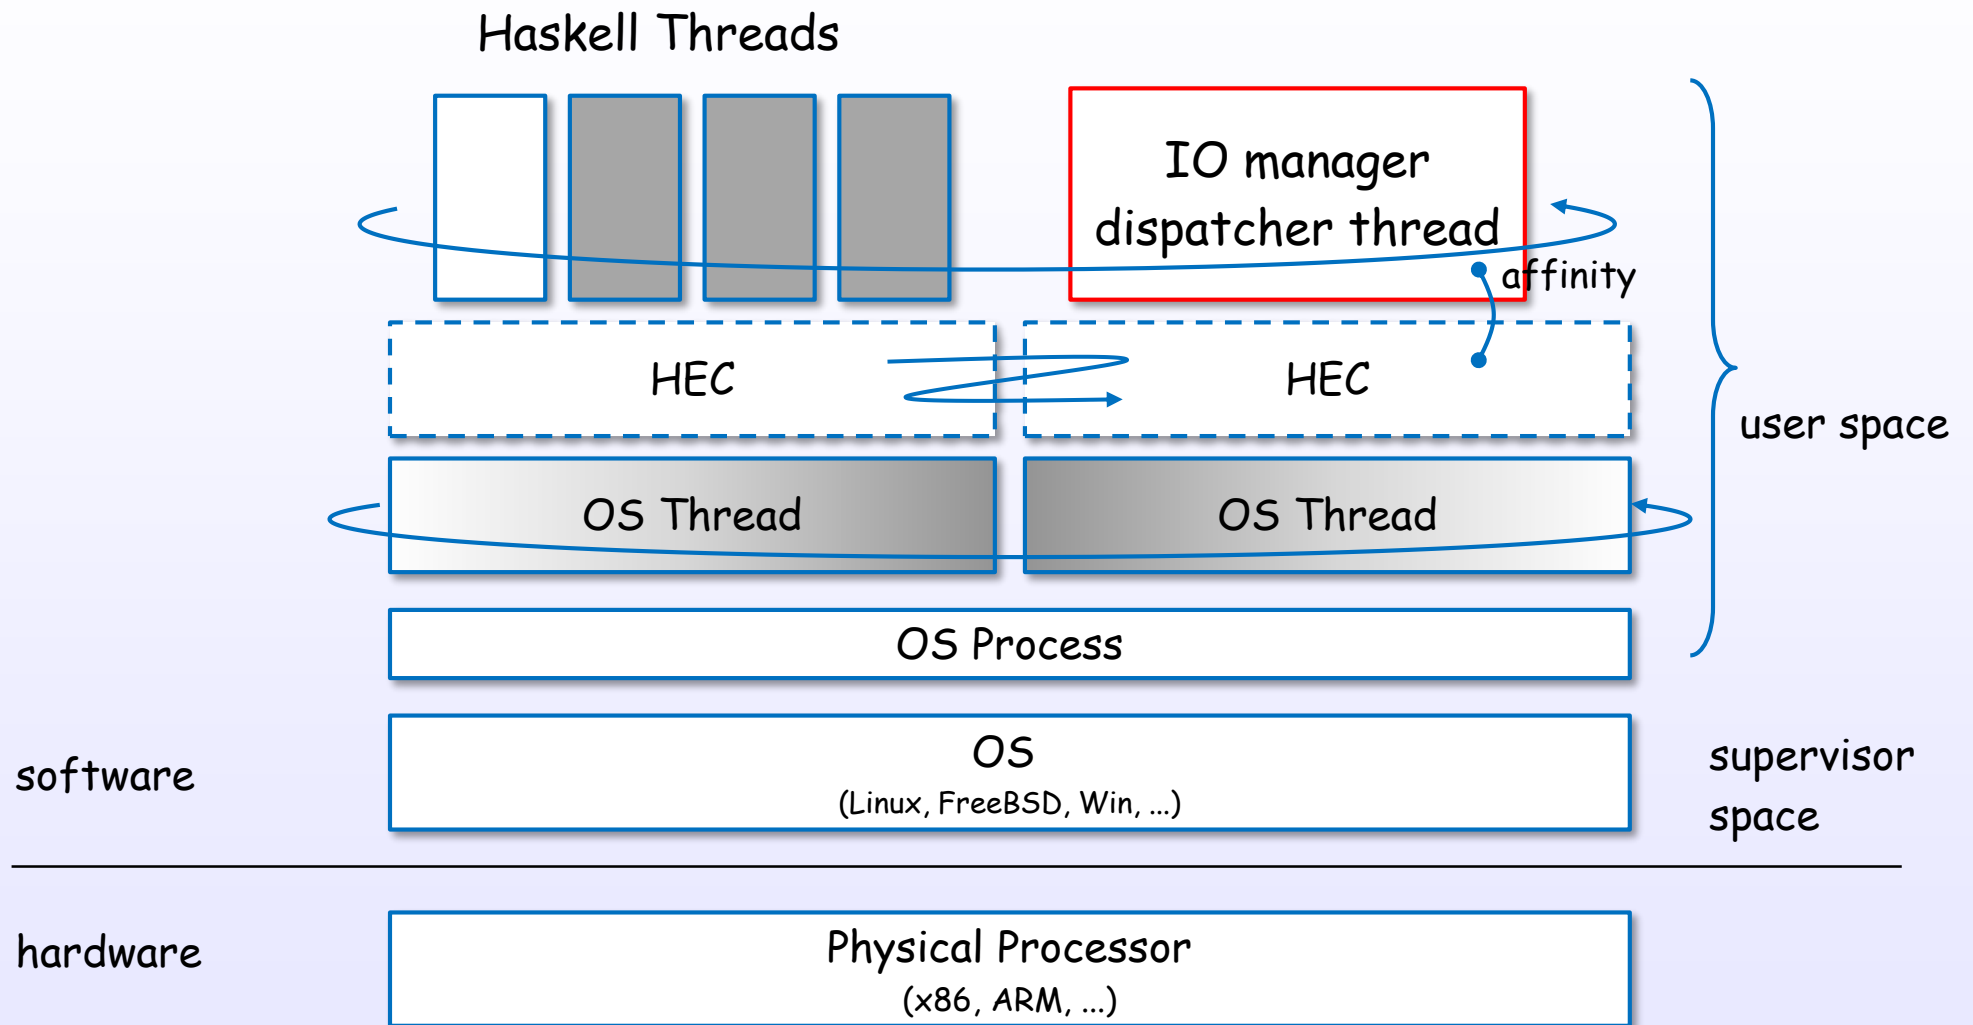 Haskell Threads
IO manager
dispatcher thread
affinity
HEC
HEC
user space
OS Thread
OS Thread
OS Process
software
OS
(Linux, FreeBSD, Win, ...)
supervisor
space
hardware
Physical Processor
(x86, ARM, ...)